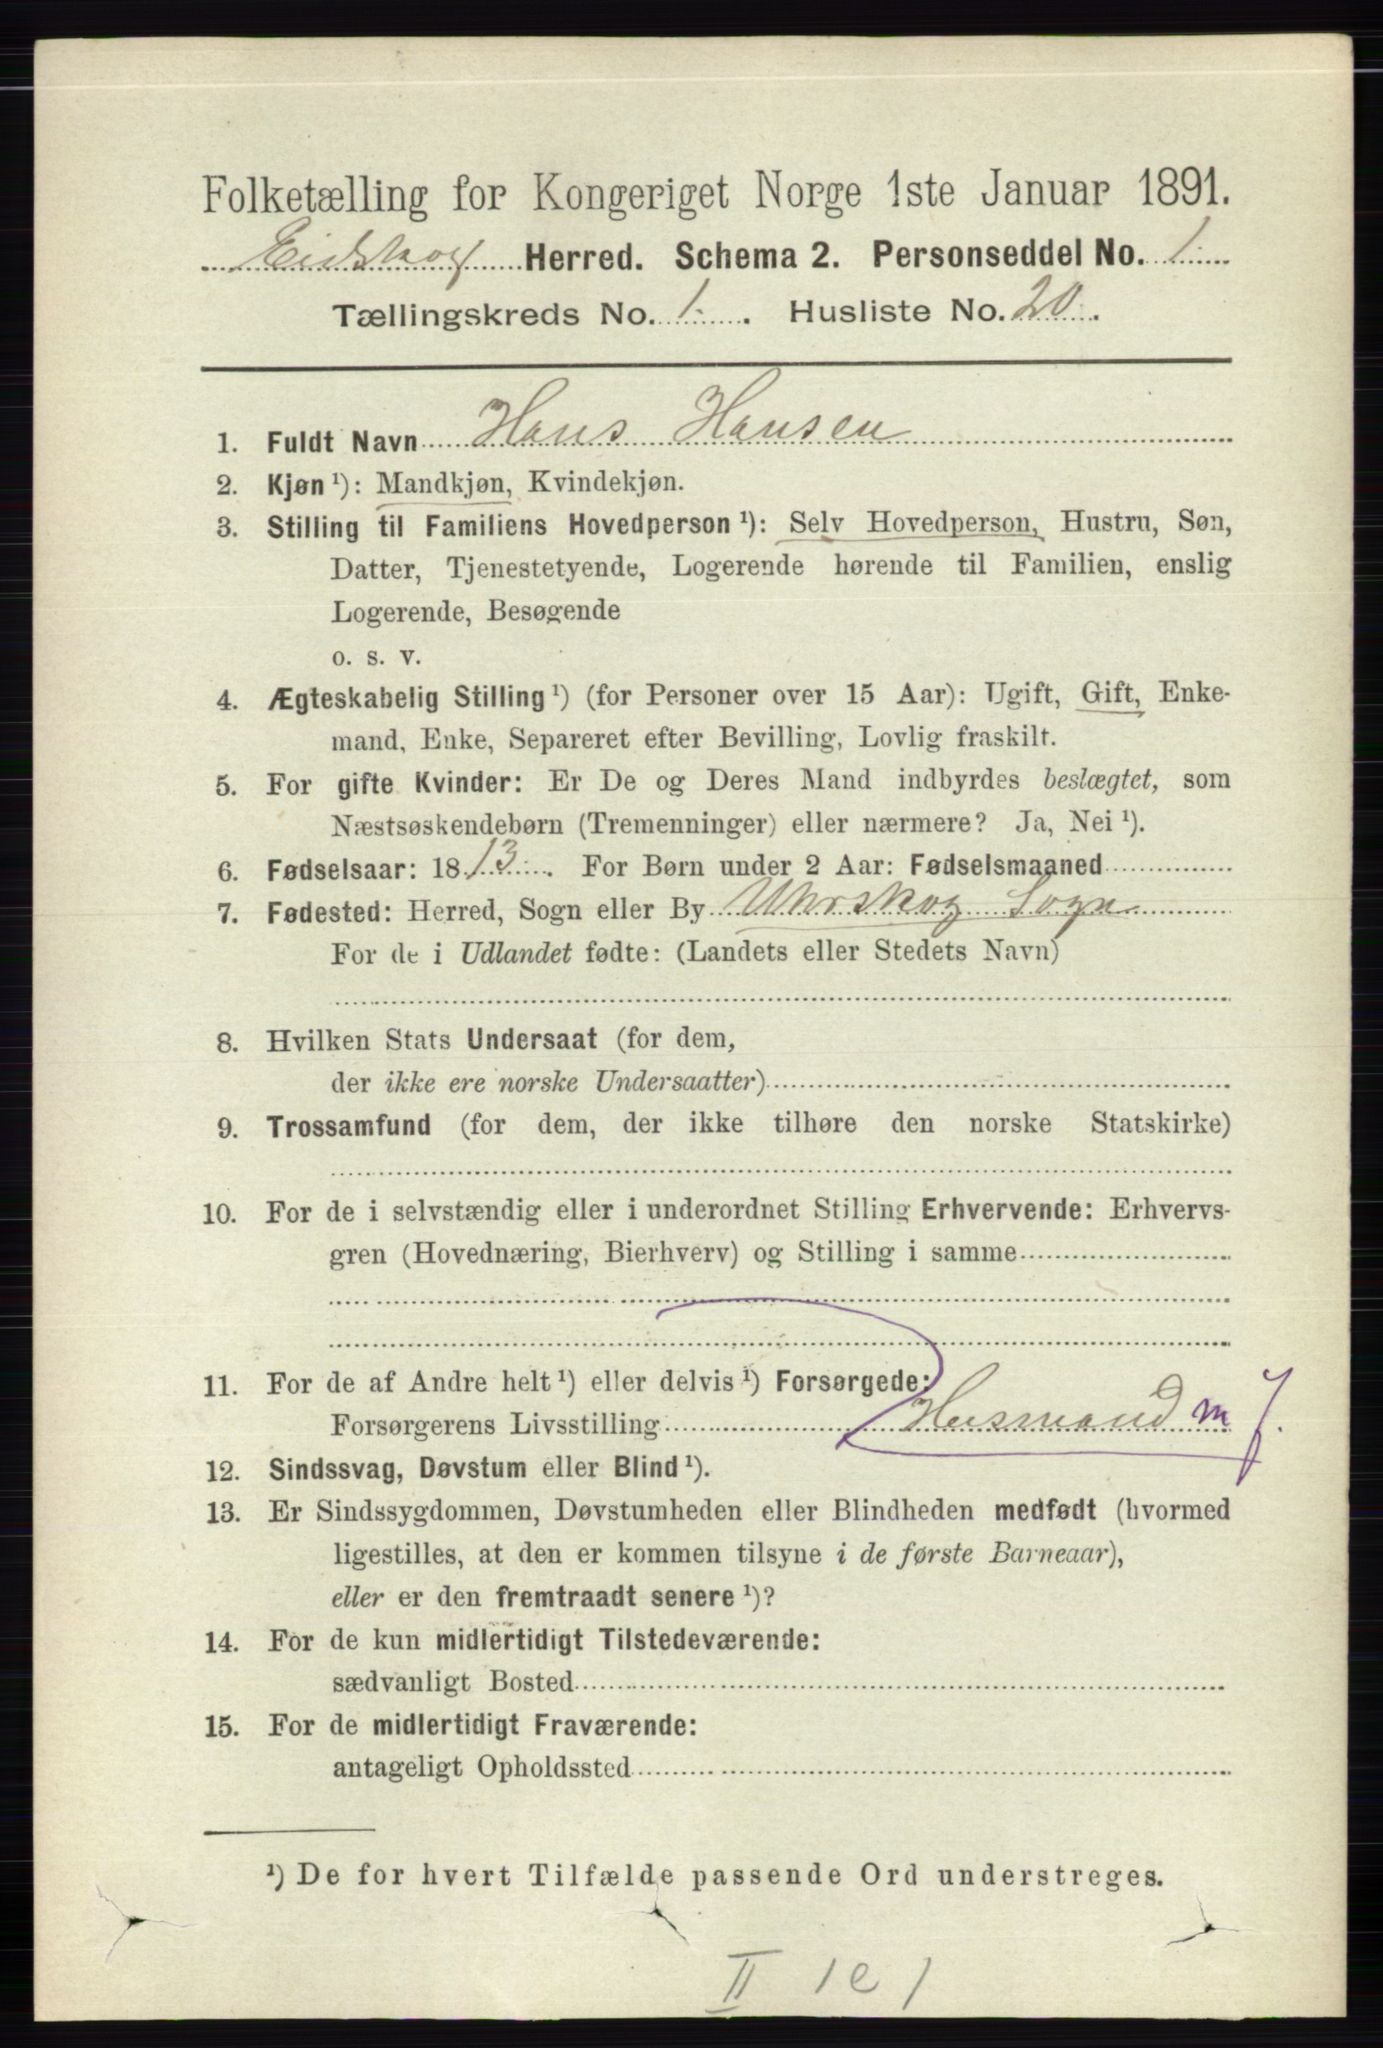 Folketælling for Kongeriget Norge 1ste Januar 1891.
Eidskog Herred. Schema 2. Personseddel No. 1.
Tællingskreds No. 1. Husliste No. 20.
1. Fuldt Navn Hans Hansen
2. Kjøn ¹): Mandkjøn, Kvindekjøn.
3. Stilling til Familiens Hovedperson ¹): Selv Hovedperson, Hustru, Søn,
Datter, Tjenestetyende, Logerende hørende til Familien, enslig
Logerende, Besøgende
o. s. v.
4. Ægteskabelig Stilling ¹) (for Personer over 15 Aar): Ugift, Gift, Enke-
mand, Enke, Separeret efter Bevilling, Lovlig fraskilt.
5. For gifte Kvinder: Er De og Deres Mand indbyrdes beslægtet, som
Næstsøskendebørn (Tremenninger) eller nærmere? Ja, Nei ¹).
6. Fødselsaar: 1813. For Børn under 2 Aar: Fødselsmaaned
7. Fødested: Herred, Sogn eller By Uhrskog Sogn
For de i Udlandet fødte: (Landets eller Stedets Navn)
8. Hvilken Stats Undersaat (for dem,
der ikke ere norske Undersaatter)
9. Trossamfund (for dem, der ikke tilhøre den norske Statskirke)
10. For de i selvstændig eller i underordnet Stilling Erhvervende: Erhvervs-
gren (Hovednæring, Bierhverv) og Stilling i samme
11. For de af Andre helt ¹) eller delvis ¹) Forsørgede:
Forsørgerens Livsstilling Husmand m j.
12. Sindssvag, Døvstum eller Blind ¹).
13. Er Sindssygdommen, Døvstumheden eller Blindheden medfødt (hvormed
ligestilles, at den er kommen tilsyne i de første Barneaar),
eller er den fremtraadt senere ¹)?
14. For de kun midlertidigt Tilstedeværende:
sædvanligt Bosted
15. For de midlertidigt Fraværende:
antageligt Opholdssted
¹) De for hvert Tilfælde passende Ord understreges.
II 1e1